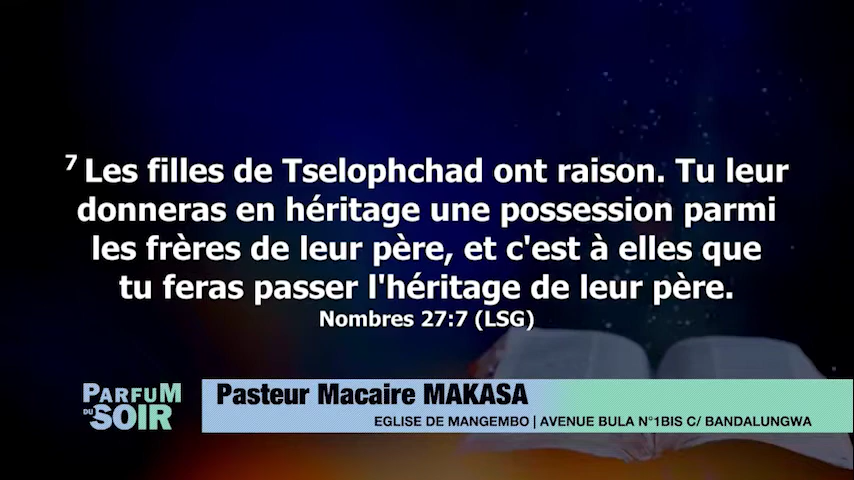 7 Les filles de Tselophchad ont raison. Tu leur
donneras en héritage une possession parmi
les frères de leur père, et c'est à elles que
tu feras passer l'héritage de leur père.
Nombres 27:7 (LSG)
PARFUM
DU SOIR
Pasteur Macaire MAKASA
EGLISE DE MANGEMBO | AVENUE BULA N°1BIS C/ BANDALUNGWA